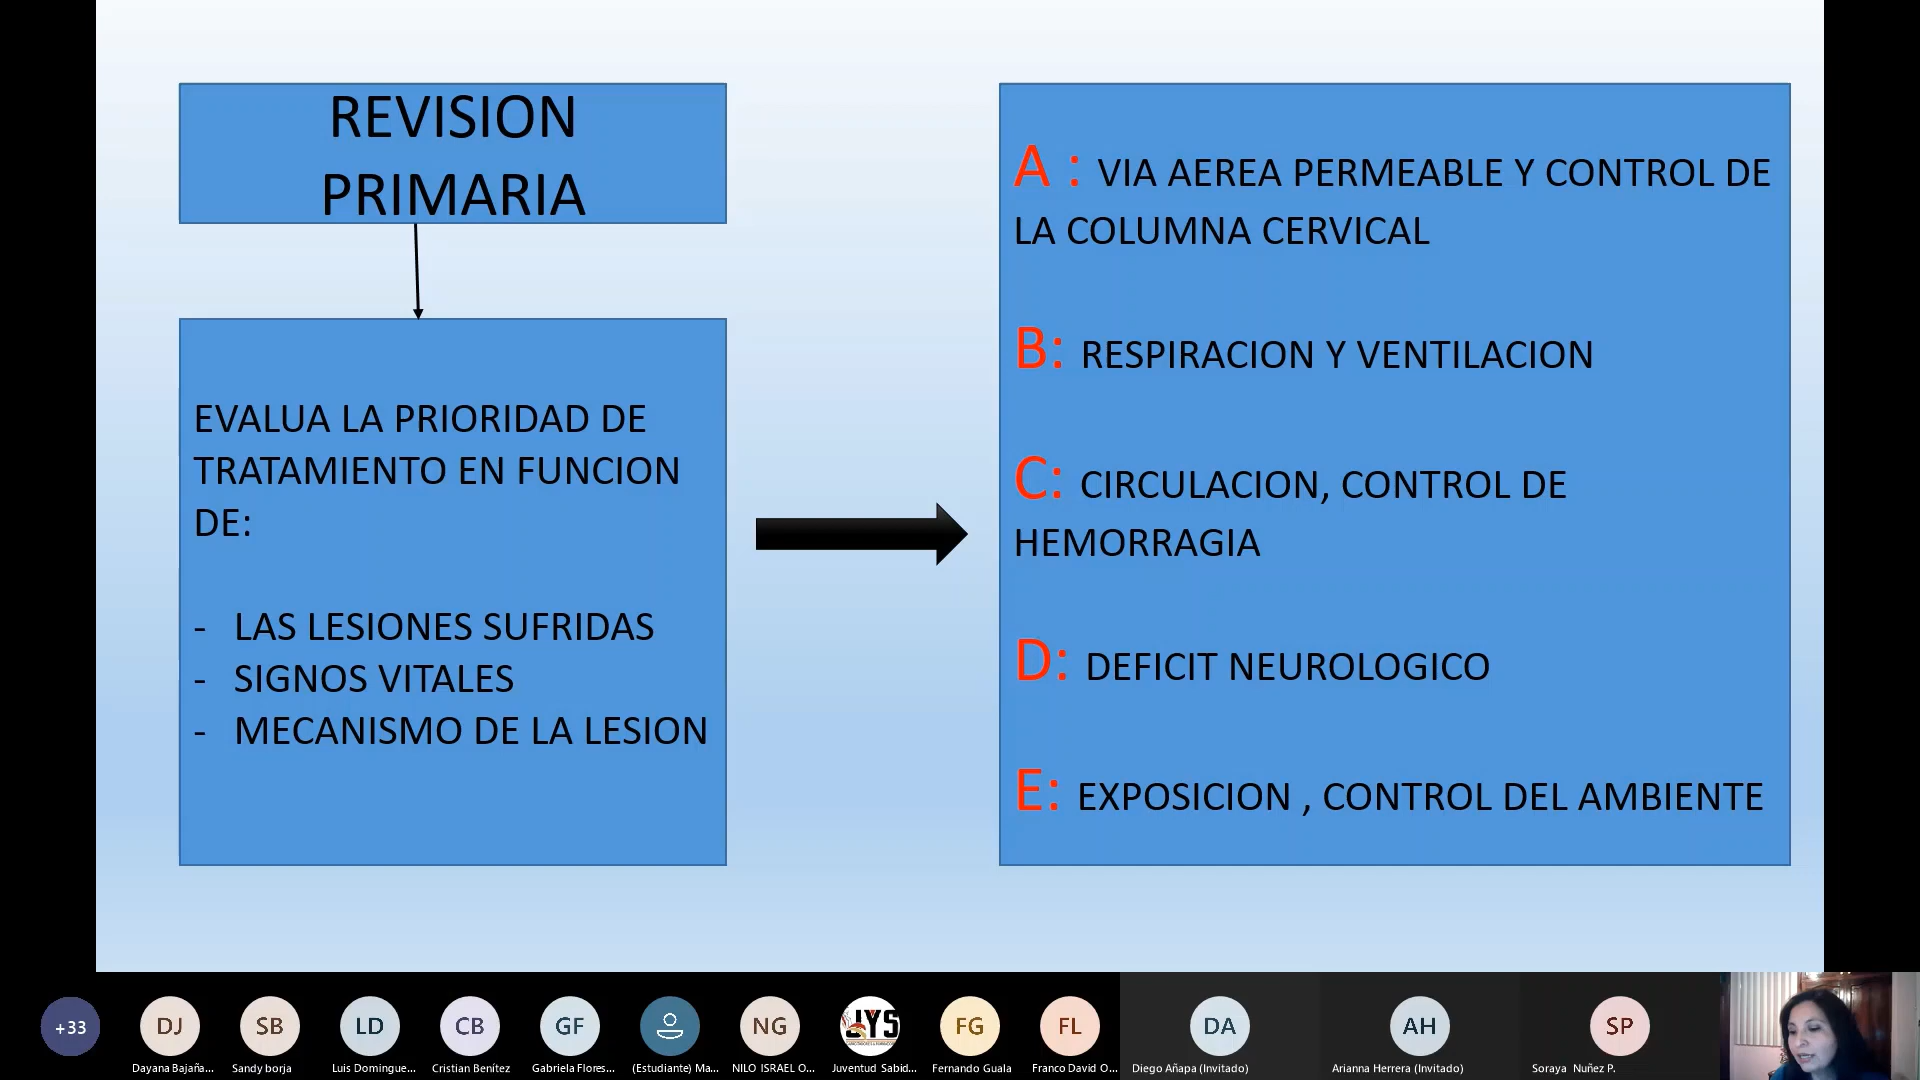 REVISION
PRIMARIA
EVALUA LA PRIORIDAD DE
TRATAMIENTO EN FUNCION
DE:
- LAS LESIONES SUFRIDAS
- SIGNOS VITALES
- MECANISMO DE LA LESION
A : VIA AEREA PERMEABLE Y CONTROL DE
LA COLUMNA CERVICAL
B: RESPIRACION Y VENTILACION
C: CIRCULACION, CONTROL DE
HEMORRAGIA
D: DEFICIT NEUROLOGICO
E: EXPOSICION , CONTROL DEL AMBIENTE
+33
DJ
SB
LD
CB
GF
NG
JYS
FG
FL
DA
AH
SP
Dayana Bajaña...
Sandy borja
Luis Domingue...
Cristian Benítez
Gabriela Flores...
(Estudiante) Ma...
NILO ISRAEL O...
Juventud Sabid...
Fernando Guala
Franco David O...
Diego Añapa (Invitado)
Arianna Herrera (Invitado)
Soraya Nuñez P.